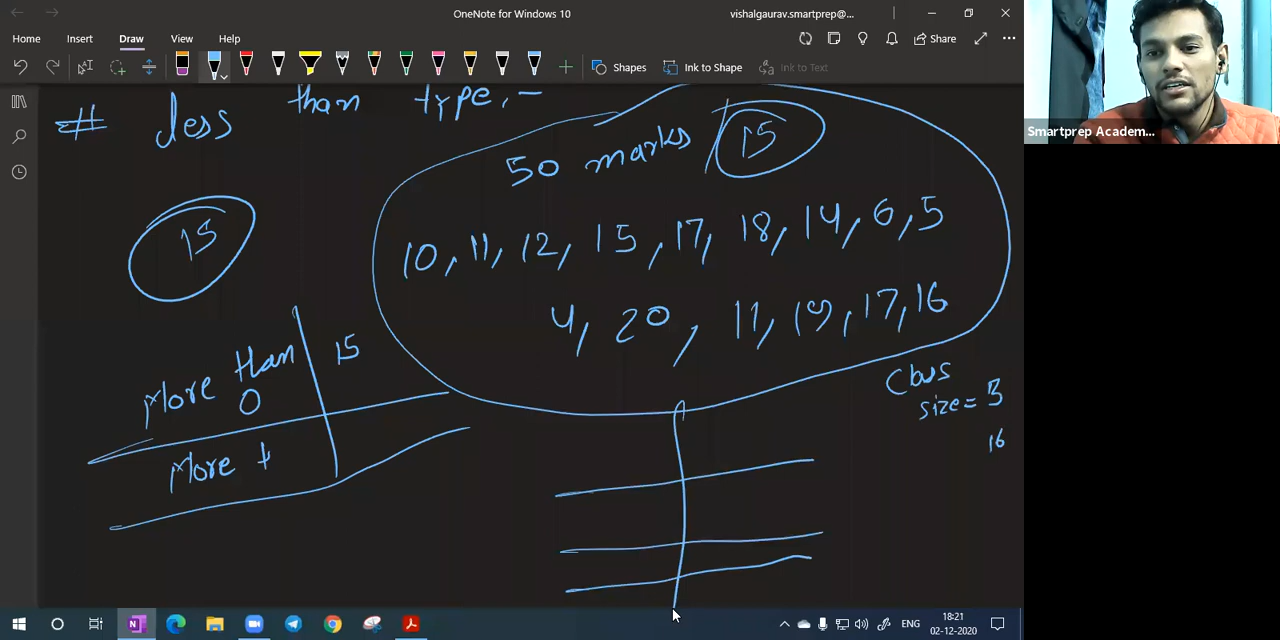 OneNote for Windows 10
vishalgaurav.smartprep@...
Home Insert Draw View Help
Share
Shapes
Ink to Shape
Ink to Text
Smartprep Academ...
# less than type, -
50 marks 15
15
10, 11, 12, 15, 17, 18, 14, 6, 5
4, 20, 11, 19, 17, 16
More than 0 15
More t
Class
size = 5
16
ENG
18:21
02-12-2020